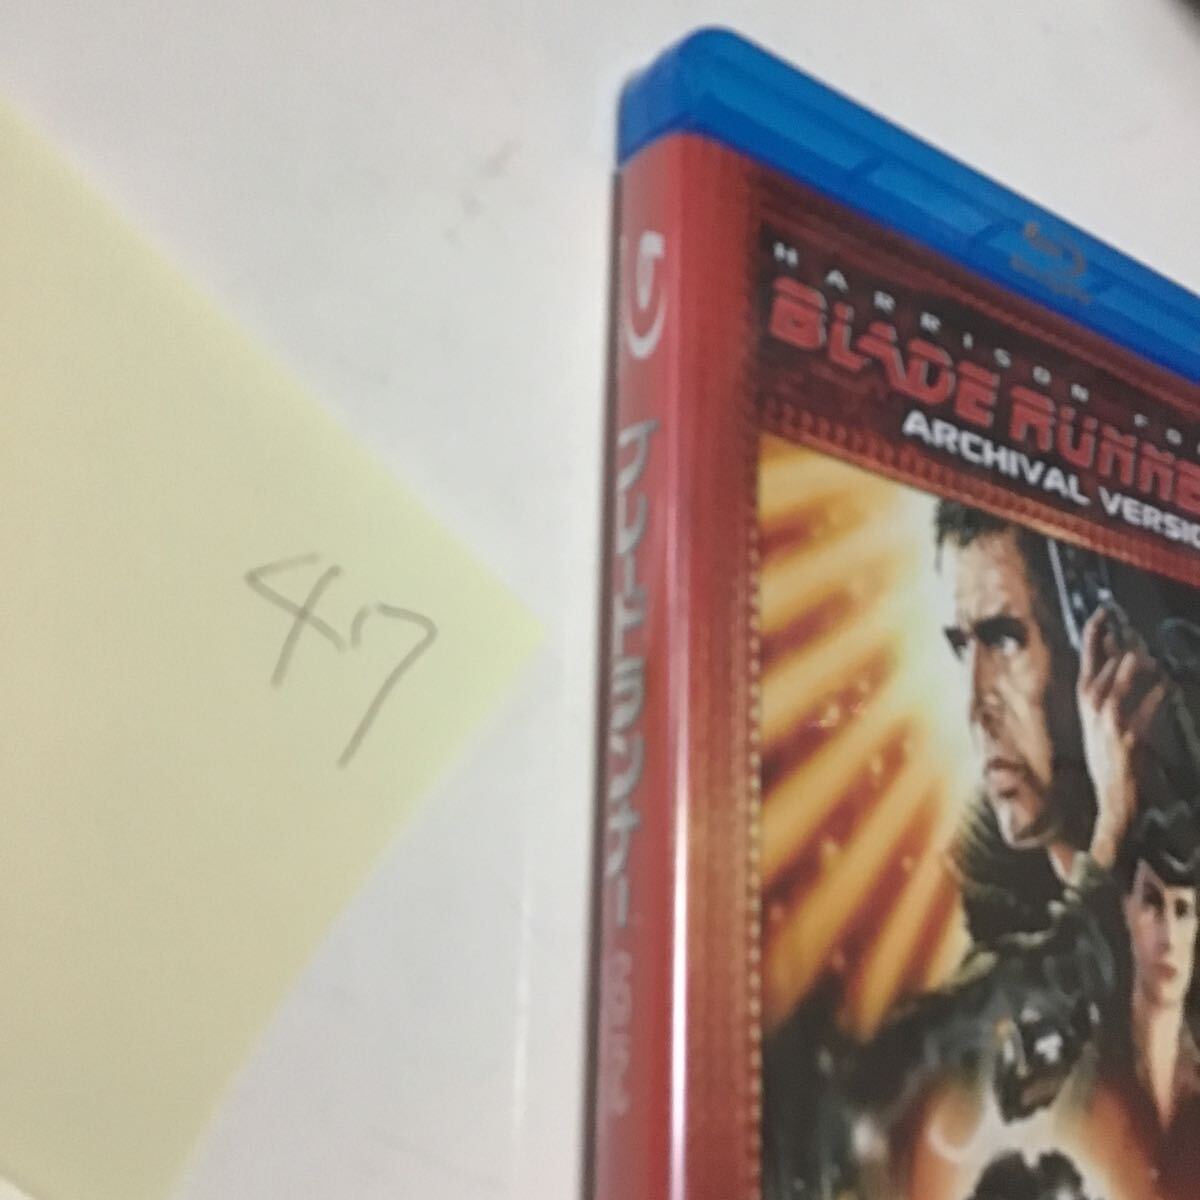 47
HARRISON FO
BLADE RUNNE
ARCHIVAL VERSIO
ブレードランナー